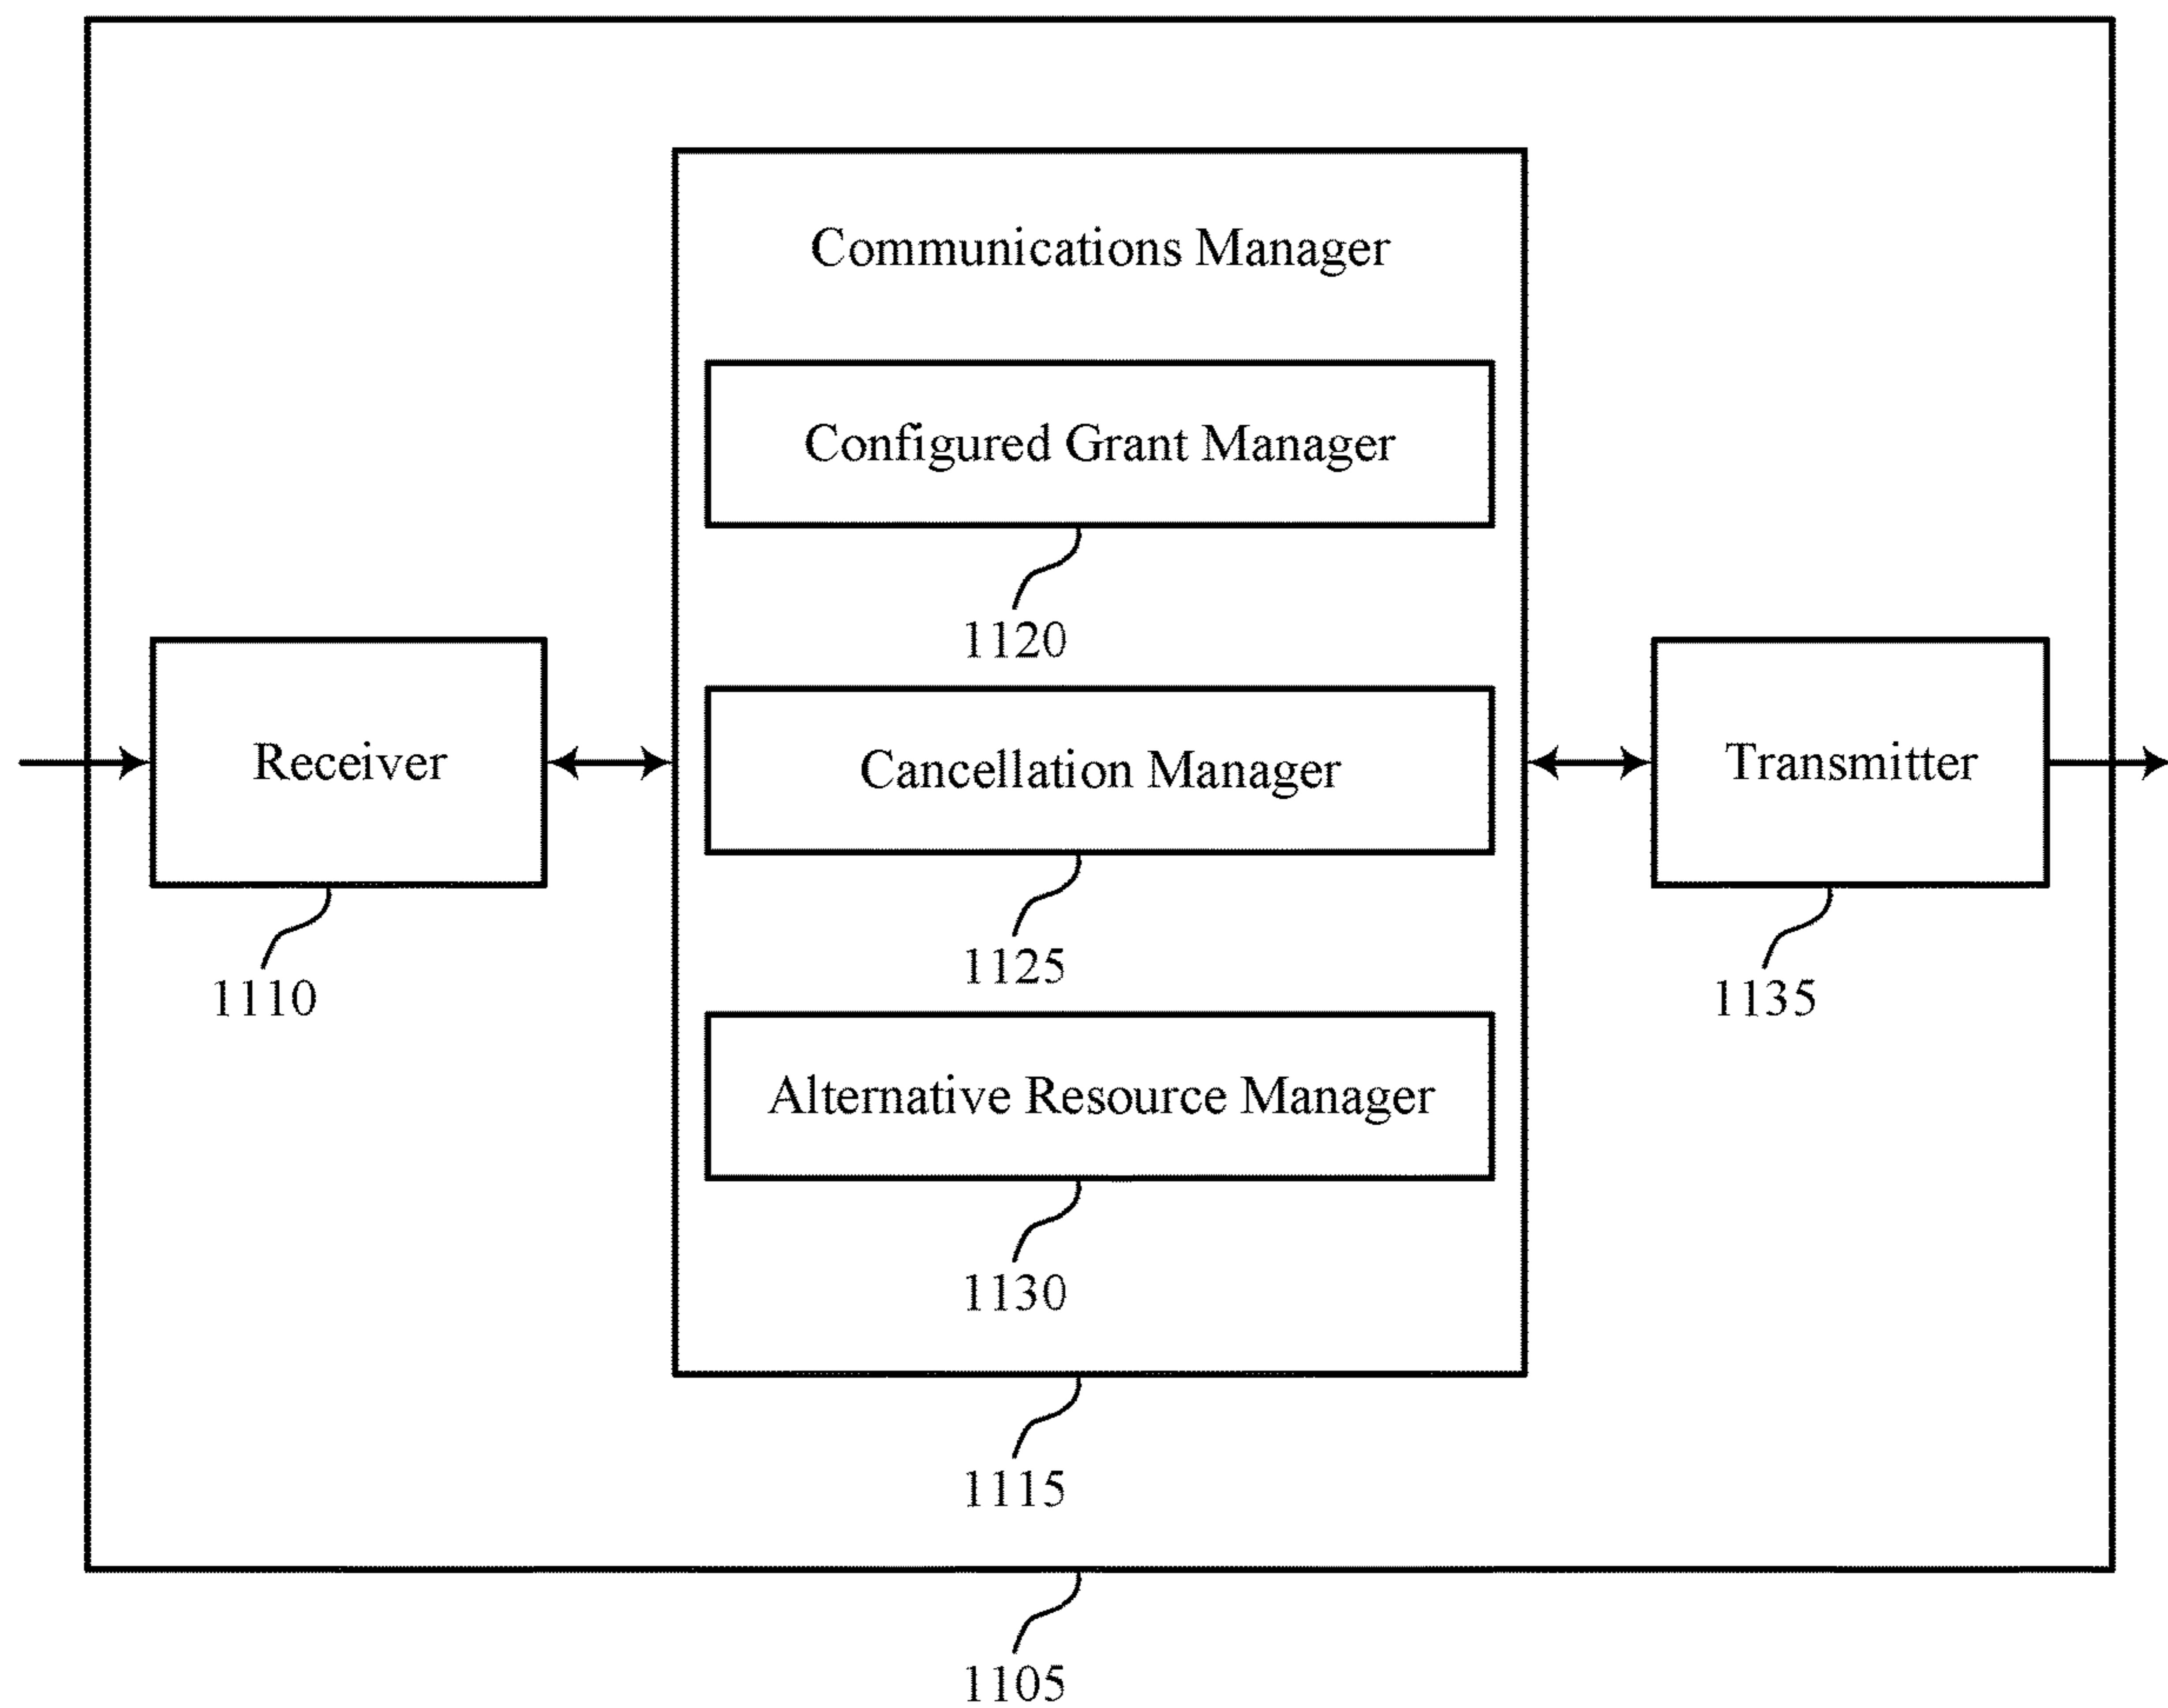 Communications Manager
Configured Grant Manager
1120
Receiver
1110
Cancellation Manager
1125
Transmitter
1135
Alternative Resource Manager
1130
1115
1105